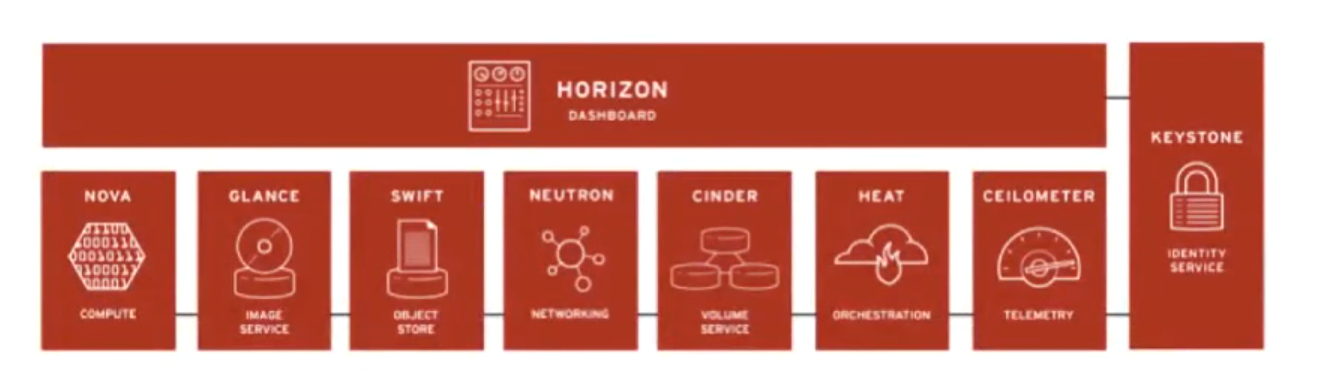 HORIZON
DASHBOARD
KEYSTONE
IDENTITY
SERVICE
NOVA
COMPUTE
GLANCE
IMAGE
SERVICE
SWIFT
OBJECT
STORE
NEUTRON
NETWORKING
CINDER
VOLUME
SERVICE
HEAT
ORCHESTRATION
CEILOMETER
TELEMETRY